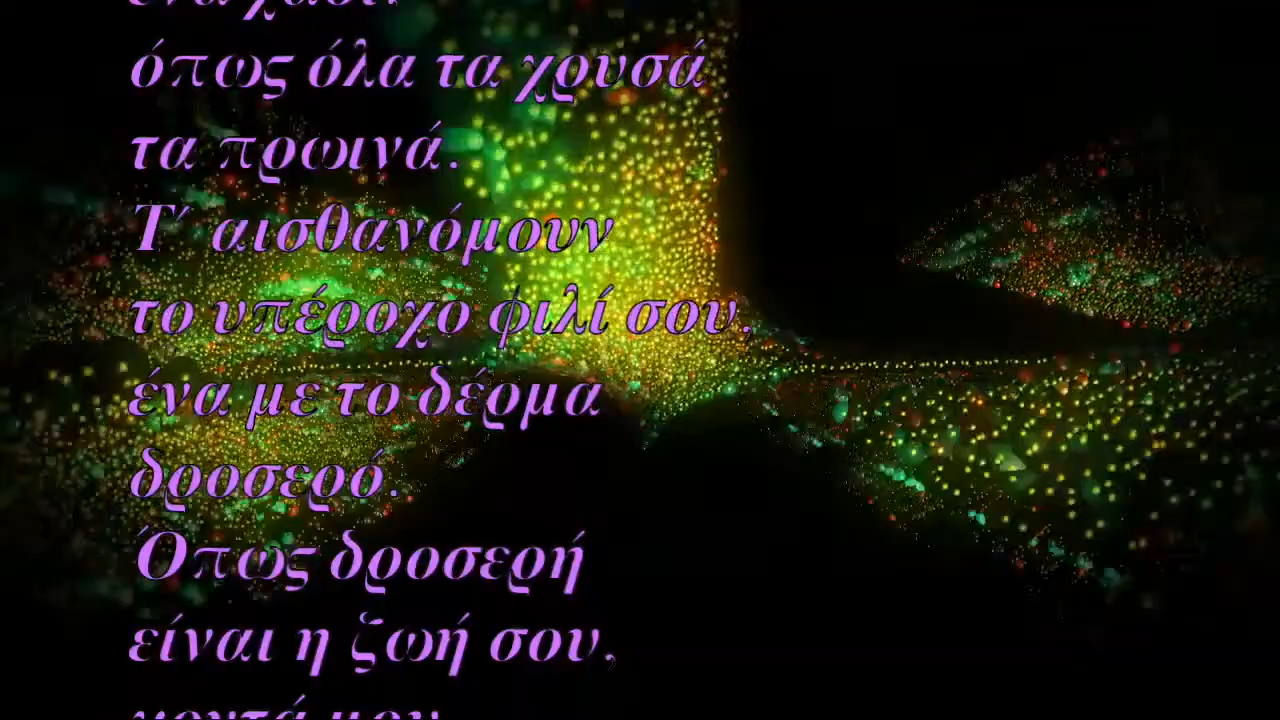 όπως όλα τα χρυσά
τα πρωινά.
Τ' αισθανόμουν
το υπέροχο φιλί σου,
ένα με το δέρμα
δροσερό.
Όπως δροσερή
είναι η ζωή σου,